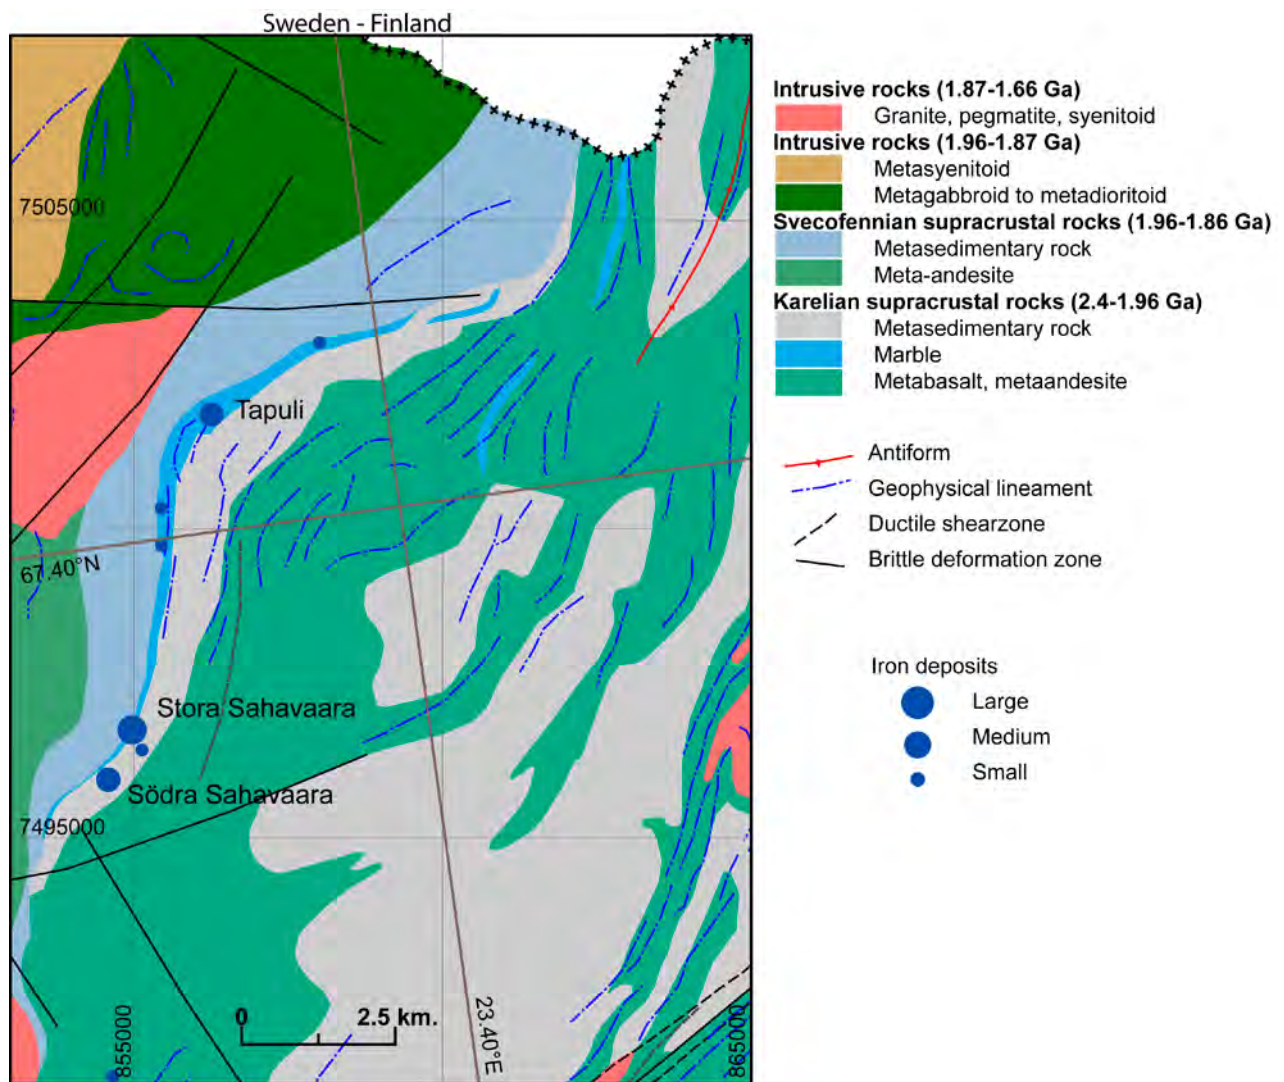 Sweden - Finland
7505000
Tapuli
67.40°N
Stora Sahavaara
Södra Sahavaara
7495000
0 2.5 km.
855000
23.40°E
865000
Intrusive rocks (1.87-1.66 Ga)
Granite, pegmatite, syenitoid
Intrusive rocks (1.96-1.87 Ga)
Metasyenitoid
Metagabbroid to metadioritoid
Svecofennian supracrustal rocks (1.96-1.86 Ga)
Metasedimentary rock
Meta-andesite
Karelian supracrustal rocks (2.4-1.96 Ga)
Metasedimentary rock
Marble
Metabasalt, metaandesite
Antiform
Geophysical lineament
Ductile shearzone
Brittle deformation zone
Iron deposits
Large
Medium
Small